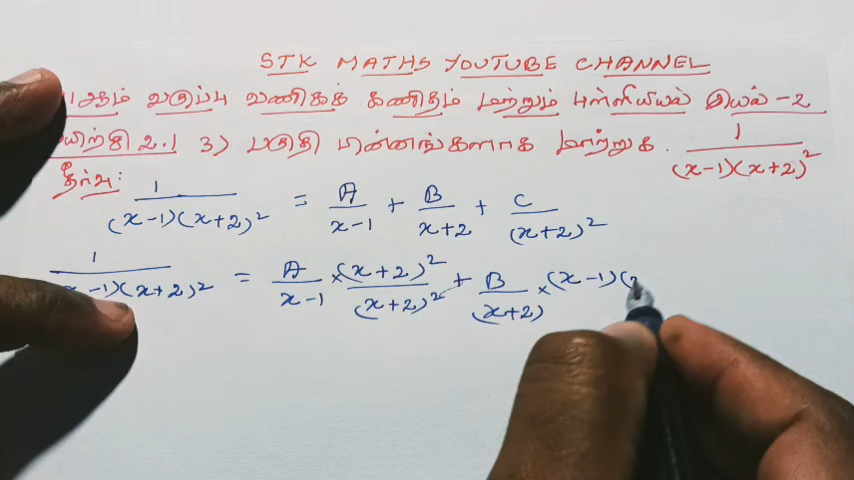 STK MATHS YOUTUBE CHANNEL
வகுப்பு வணிகக் கணிதம் மற்றும் புள்ளியியல் இயல் -2
2.1 3) பகுதி பின்னங்களாக மாற்றுக. 1/((x-1)(x+2)²)
தீர்வு: 1/((x-1)(x+2)²) = A/(x-1) + B/(x+2) + C/(x+2)²
1/((x-1)(x+2)²) = A/(x-1) × (x+2)²/(x+2)² + B/(x+2) × (x-1)(